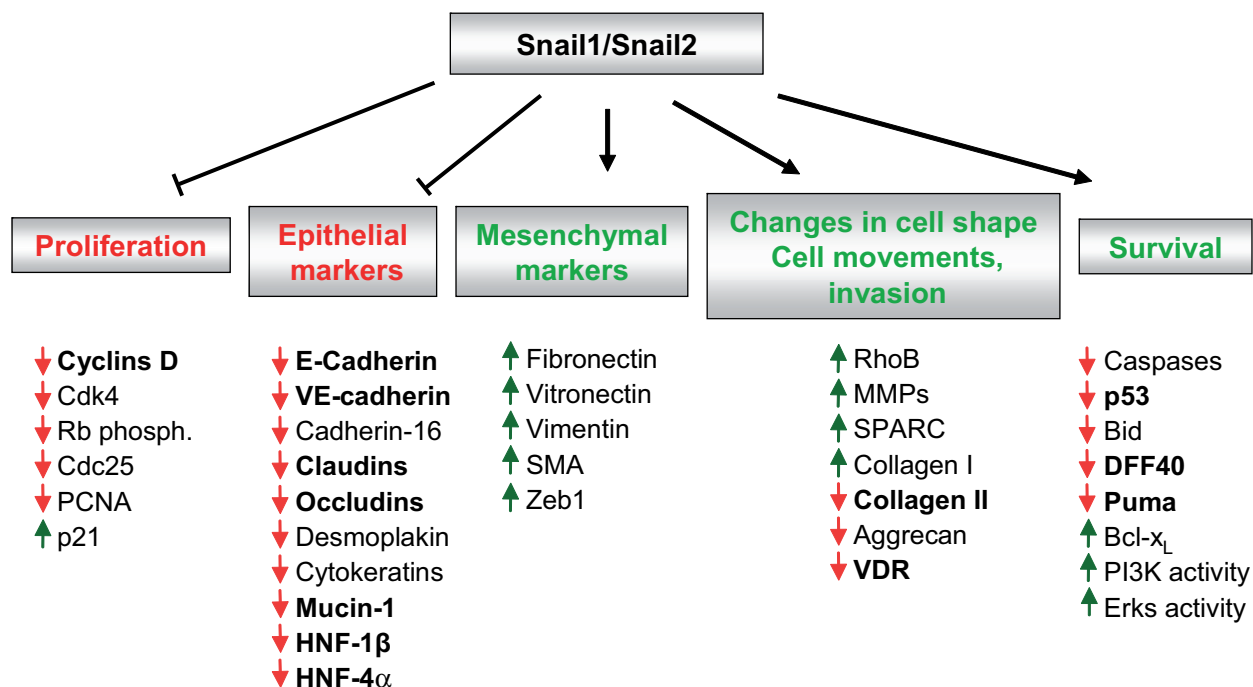 Snail1/Snail2
Proliferation
Epithelial
markers
Mesenchymal
markers
Changes in cell shape
Cell movements,
invasion
Survival
Cyclins D
Cdk4
Rb phosph.
Cdc25
PCNA
p21
E-Cadherin
VE-cadherin
Cadherin-16
Claudins
Occludins
Desmoplakin
Cytokeratins
Mucin-1
HNF-1β
HNF-4α
Fibronectin
Vitronectin
Vimentin
SMA
Zeb1
RhoB
MMPs
SPARC
Collagen I
Collagen II
Aggrecan
VDR
Caspases
p53
Bid
DFF40
Puma
Bcl-xL
PI3K activity
Erks activity